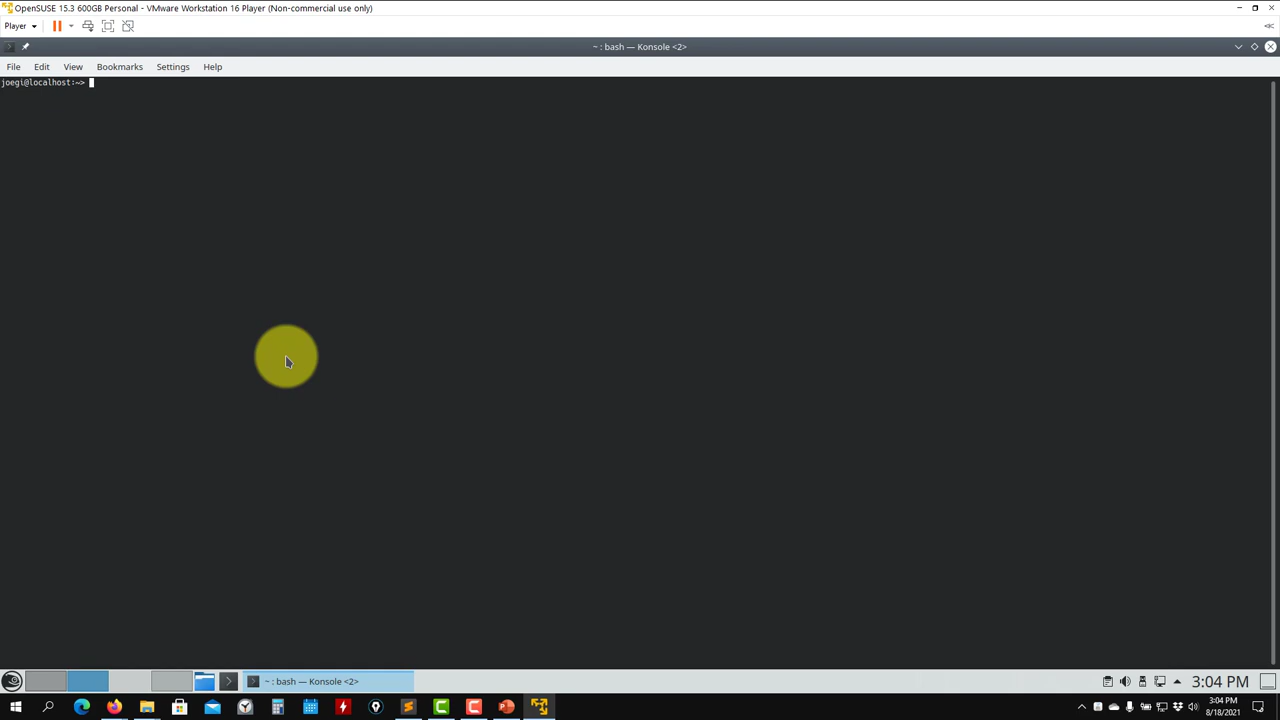 OpenSUSE 15.3 600GB Personal - VMware Workstation 16 Player (Non-commercial use only)
Player
~ : bash — Konsole <2>
File Edit View Bookmarks Settings Help
joegi@localhost:~>
~ : bash — Konsole <2>
3:04 PM
3:04 PM
8/18/2021